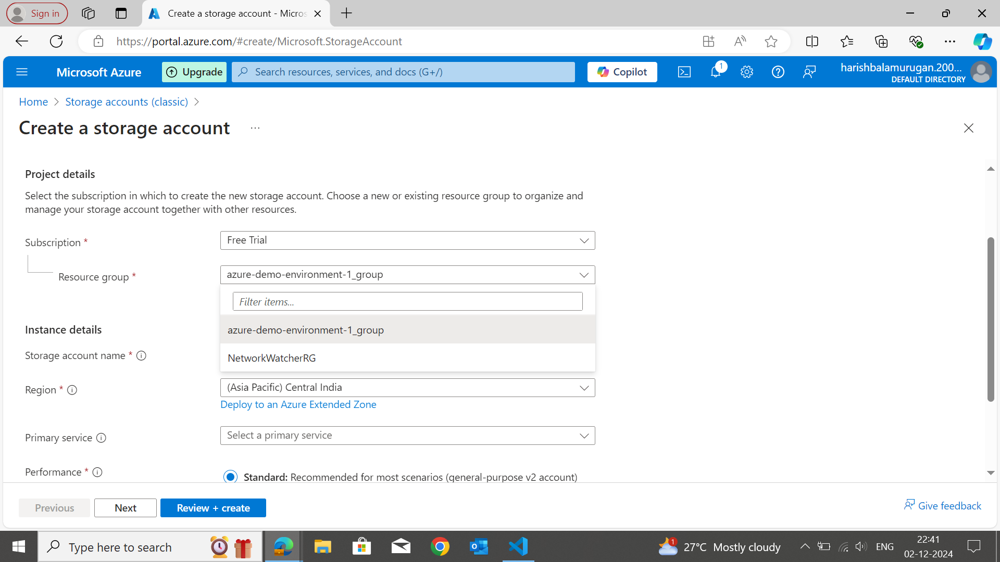 Sign in
Create a storage account - Micros
https://portal.azure.com/#create/Microsoft.StorageAccount
Microsoft Azure
Upgrade
Search resources, services, and docs (G+/)
Copilot
1
harishbalamurugan.200...
DEFAULT DIRECTORY
Home
Storage accounts (classic)
Create a storage account
...
Project details
Select the subscription in which to create the new storage account. Choose a new or existing resource group to organize and
manage your storage account together with other resources.
Subscription *
Free Trial
Resource group *
azure-demo-environment-1_group
Filter items...
azure-demo-environment-1_group
NetworkWatcherRG
Instance details
Storage account name *
Region *
(Asia Pacific) Central India
Deploy to an Azure Extended Zone
Primary service
Select a primary service
Performance *
Standard: Recommended for most scenarios (general-purpose v2 account)
Previous
Next
Review + create
Give feedback
Type here to search
1
27°C Mostly cloudy
ENG
22:41
02-12-2024